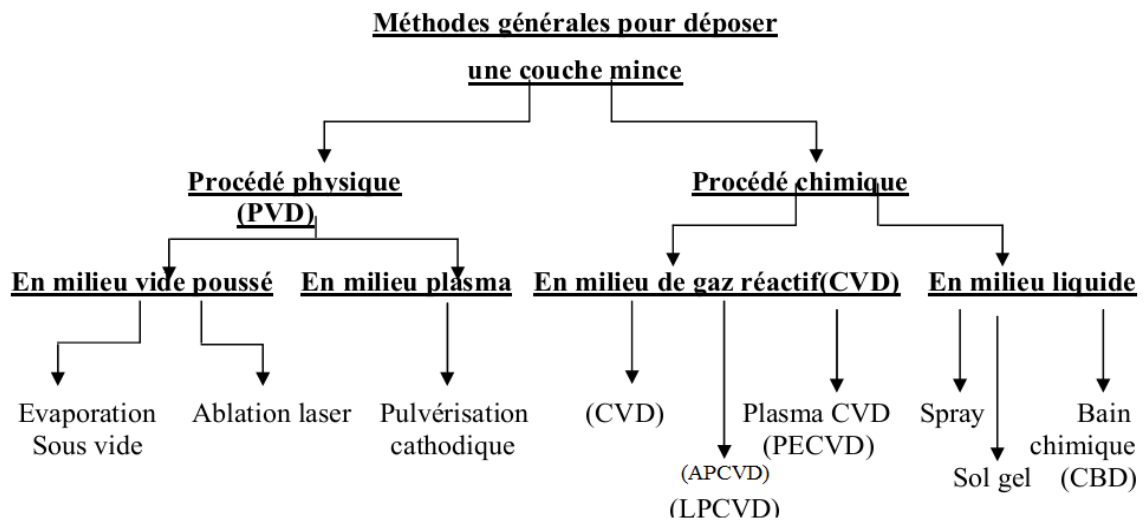 Méthodes générales pour déposer
une couche mince
Procédé physique
(PVD)
Procédé chimique
En milieu vide poussé
En milieu plasma
En milieu de gaz réactif(CVD)
En milieu liquide
Evaporation
Sous vide
Ablation laser
Pulvérisation
cathodique
(CVD)
(APCVD)
(LPCVD)
Plasma CVD
(PECVD)
Spray
Sol gel
Bain
chimique
(CBD)